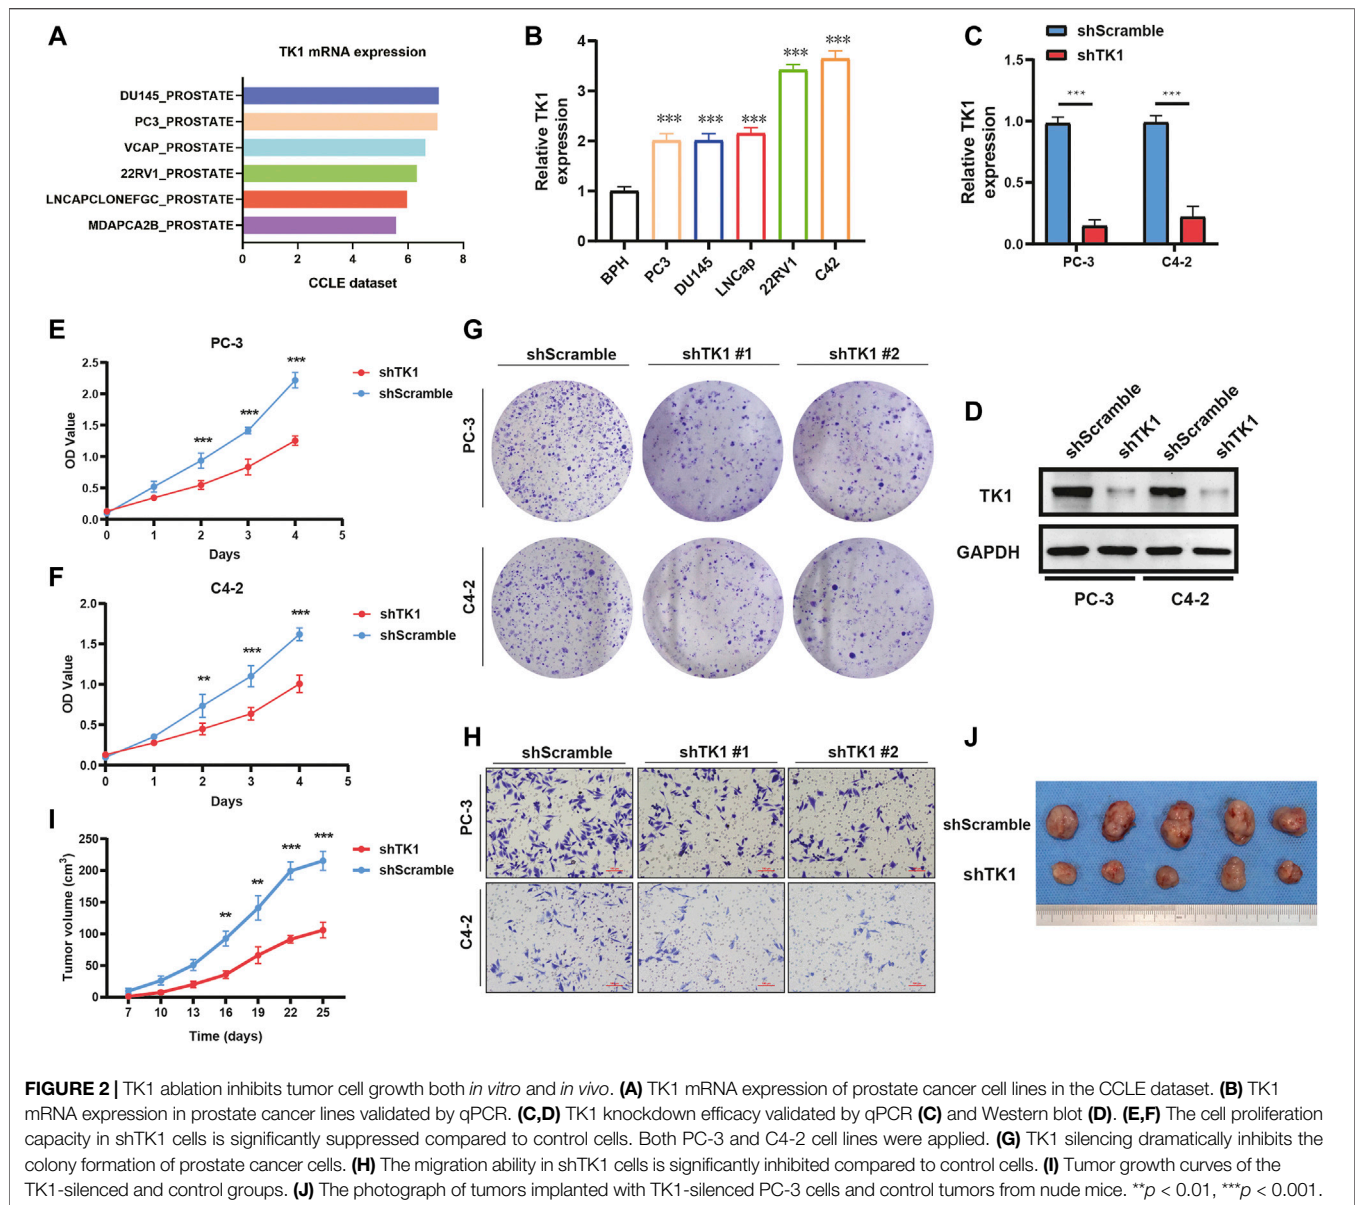 A
TK1 mRNA expression
0 2 4 6 8
DU145_PROSTATE
PC3_PROSTATE
VCAP_PROSTATE
22RV1_PROSTATE
LNCAPCLONEFGC_PROSTATE
MDAPCA2B_PROSTATE
CCLE dataset
B
Relative TK1
expression
4
3
2
1
0
*** *** *** *** ***
BPH PC3 DU145 LNCap 22RV1 C42
C
shScramble
shTK1
Relative TK1
expression
1.5
1.0
0.5
0.0
*** ***
PC-3 C4-2
E
PC-3
OD Value
2.5
2.0
1.5
1.0
0.5
0.0
*** *** ***
0 1 2 3 4 5
Days
shTK1
shScramble
F
C4-2
OD Value
2.0
1.5
1.0
0.5
0.0
** *** ***
0 1 2 3 4 5
Days
shTK1
shScramble
G
shScramble shTK1 #1 shTK1 #2
PC-3
C4-2
D
shScramble shTK1 shScramble shTK1
TK1
GAPDH
PC-3 C4-2
H
shScramble shTK1 #1 shTK1 #2
PC-3
C4-2
I
Tumor volume (cm³)
250
200
150
100
50
0
** ** *** ***
7 10 13 16 19 22 25
Time (days)
shTK1
shScramble
J
shScramble
shTK1
FIGURE 2 | TK1 ablation inhibits tumor cell growth both in vitro and in vivo. (A) TK1 mRNA expression of prostate cancer cell lines in the CCLE dataset. (B) TK1
mRNA expression in prostate cancer lines validated by qPCR. (C,D) TK1 knockdown efficacy validated by qPCR (C) and Western blot (D). (E,F) The cell proliferation
capacity in shTK1 cells is significantly suppressed compared to control cells. Both PC-3 and C4-2 cell lines were applied. (G) TK1 silencing dramatically inhibits the
colony formation of prostate cancer cells. (H) The migration ability in shTK1 cells is significantly inhibited compared to control cells. (I) Tumor growth curves of the
TK1-silenced and control groups. (J) The photograph of tumors implanted with TK1-silenced PC-3 cells and control tumors from nude mice. **p < 0.01, ***p < 0.001.